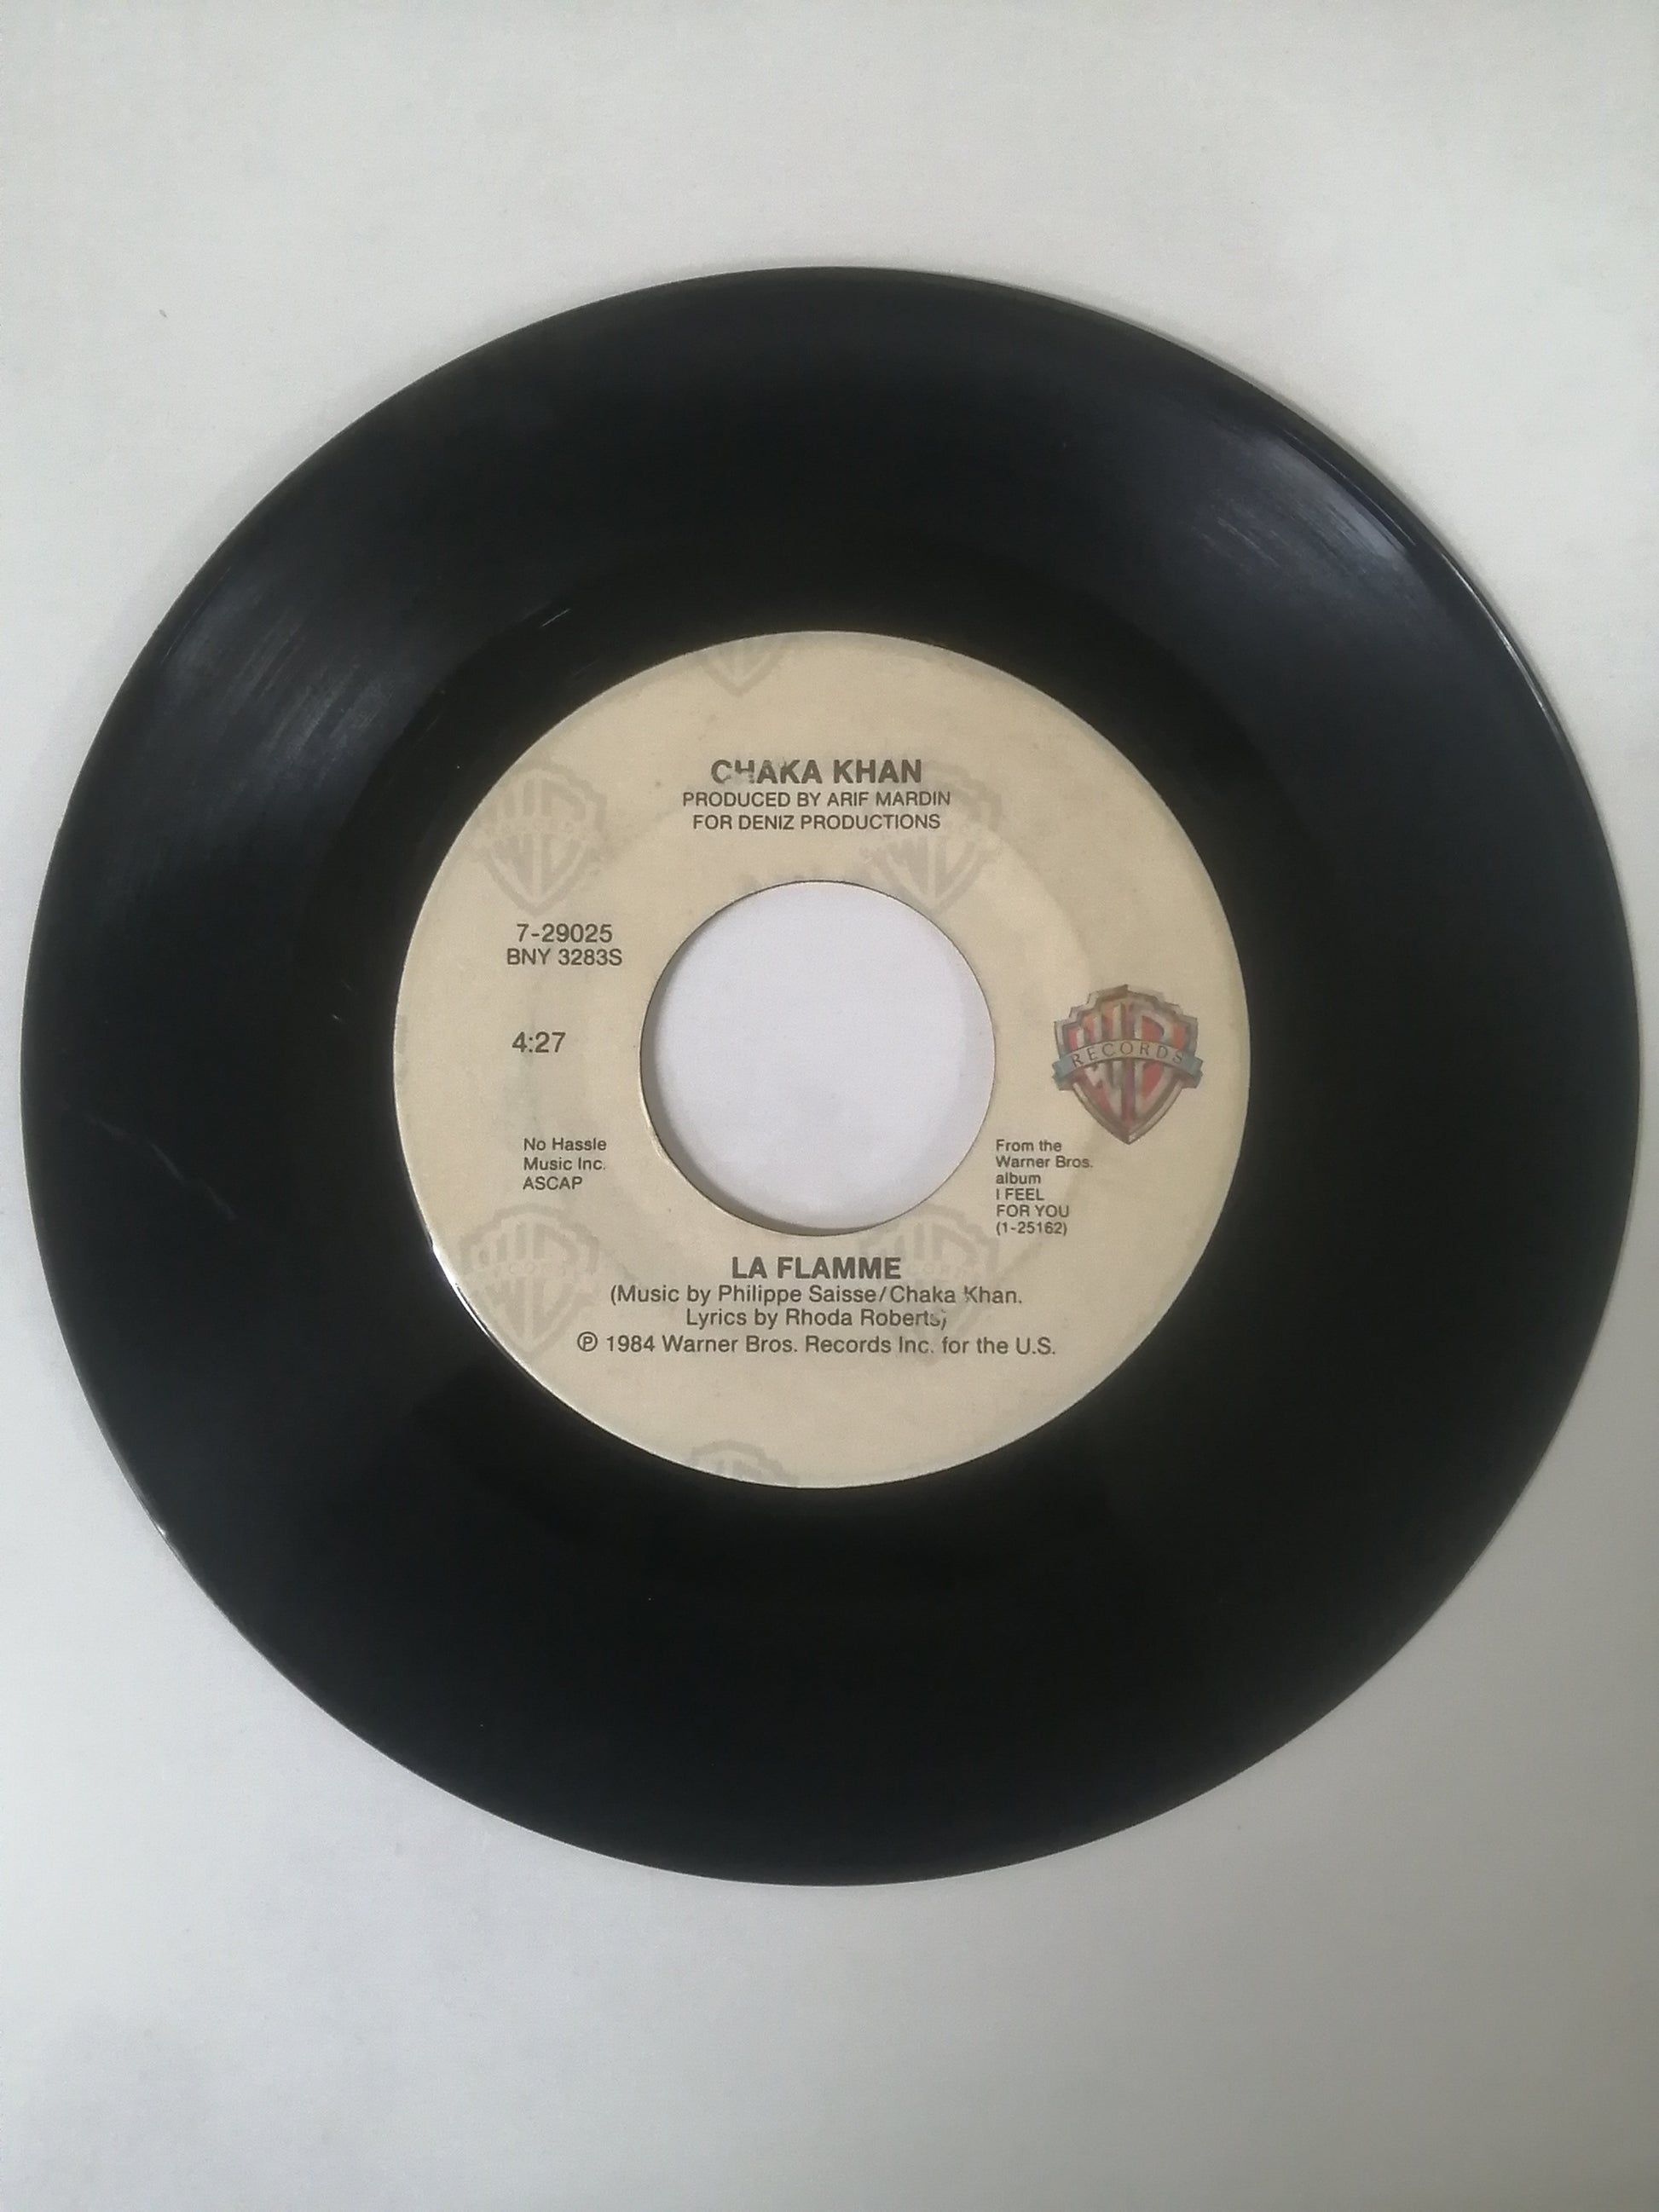 CHAKA KHAN
PRODUCED BY ARIF MARDIN
FOR DENIZ PRODUCTIONS
7-29025
BNY 3283S
4:27
RECORDS
No Hassle
Music Inc.
ASCAP
From the
Warner Bros.
album
I FEEL
FOR YOU
(1-25162)
LA FLAMME
(Music by Philippe Saisse/Chaka Khan.
Lyrics by Rhoda Roberts)
℗ 1984 Warner Bros. Records Inc. for the U.S.